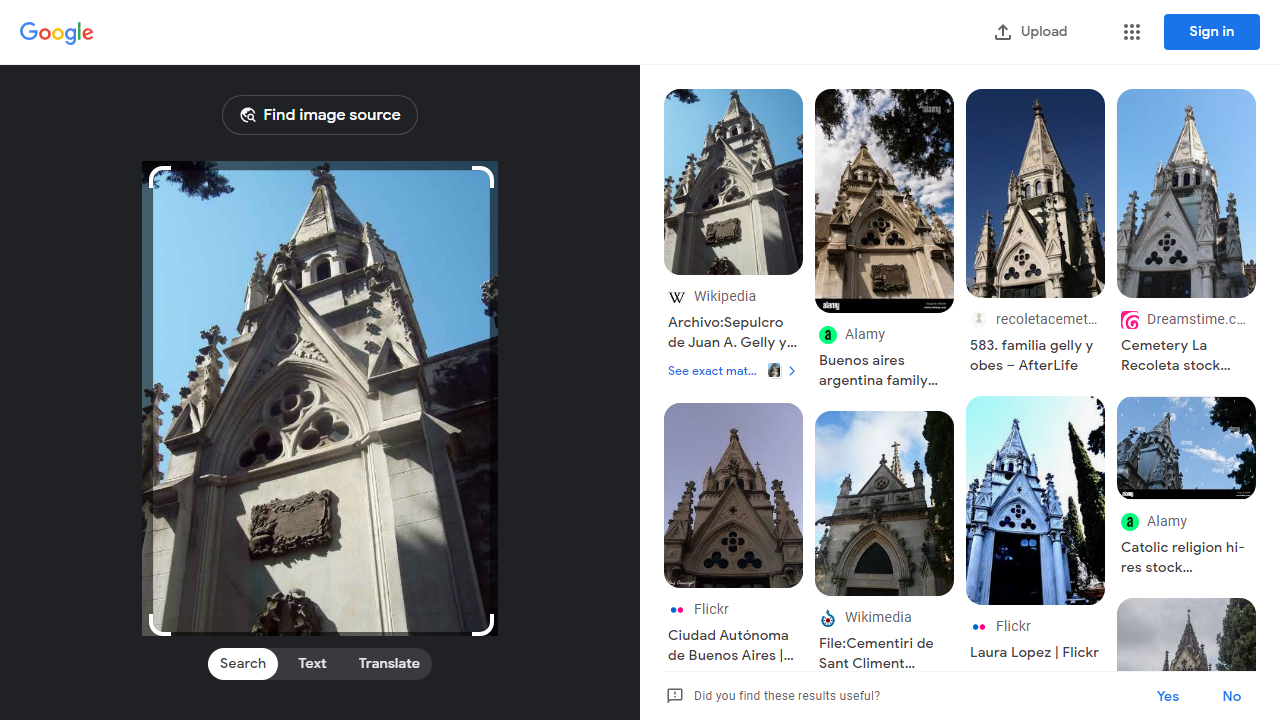 Google
Upload
Sign in
Find image source
Search
Text
Translate
Wikipedia
Archivo:Sepulcro
de Juan A. Gelly y...
See exact mat...
alamy
alamy
Alamy
Buenos aires
argentina family...
recoletacemet...
583. familia gelly y
obes – AfterLife
Dreamstime.c...
Cemetery La
Recoleta stock...
Flickr
Ciudad Autónoma
de Buenos Aires |...
Wikimedia
File:Cementiri de
Sant Climent...
Flickr
Laura Lopez | Flickr
alamy
Alamy
Catolic religion hi-
res stock...
Did you find these results useful?
Yes
No